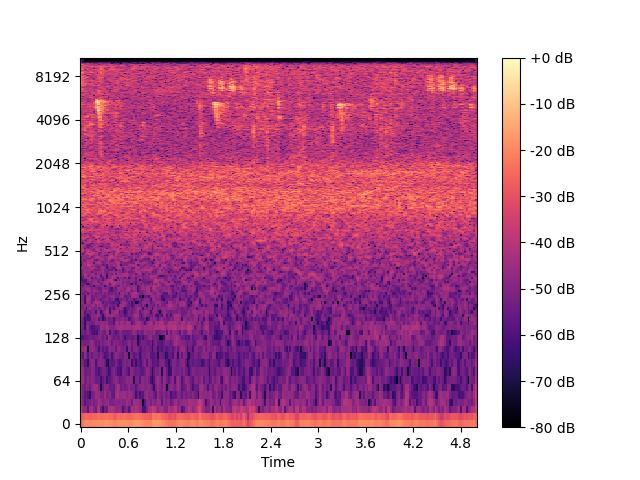 8192
4096
2048
1024
512
256
128
64
0
Hz
0 0.6 1.2 1.8 2.4 3 3.6 4.2 4.8
Time
+0 dB
-10 dB
-20 dB
-30 dB
-40 dB
-50 dB
-60 dB
-70 dB
-80 dB